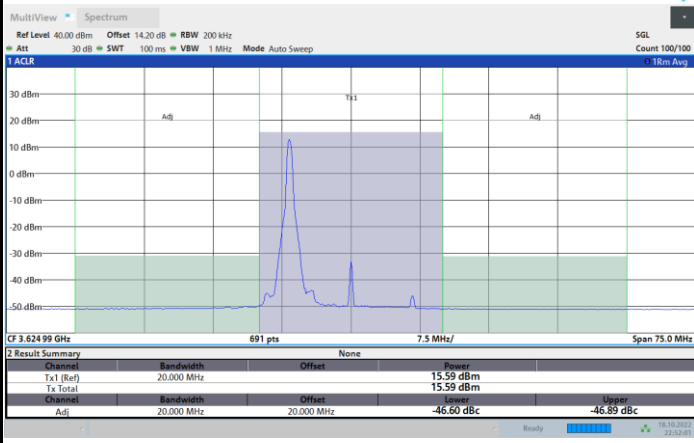 MultiView Spectrum
Ref Level 40.00 dBm Offset 14.20 dB RBW 200 kHz SGL
Att 30 dB SWT 100 ms VBW 1 MHz Mode Auto Sweep Count 100/100
1 ACLR 1Rm Avg
30 dBm
Tx1
20 dBm
Adj Adj
10 dBm
0 dBm
-10 dBm
-20 dBm
-30 dBm
-40 dBm
-50 dBm
CF 3.624 99 GHz 691 pts 7.5 MHz/ Span 75.0 MHz
2 Result Summary None
Channel Bandwidth Offset Power
Tx1 (Ref) 20.000 MHz 15.59 dBm
Tx Total 15.59 dBm
Channel Bandwidth Offset Lower Upper
Adj 20.000 MHz 20.000 MHz -46.60 dBc -46.89 dBc
Ready 18.10.2022
22:52:01